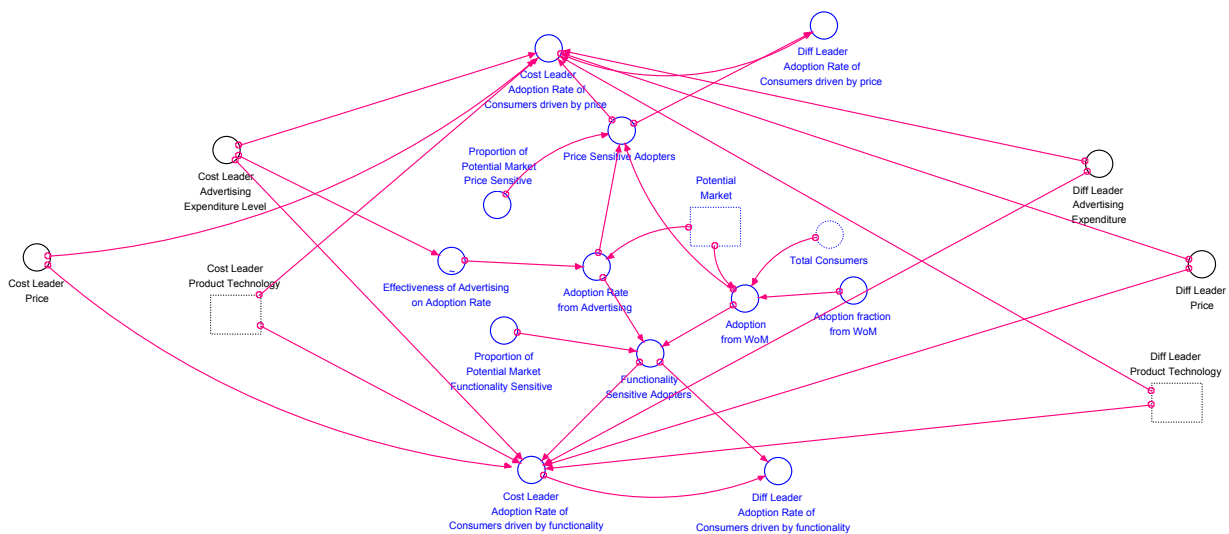 Diff Leader
Adoption Rate of
Consumers driven by price
Cost Leader
Adoption Rate of
Consumers driven by price
Price Sensitive Adopters
Proportion of
Potential Market
Price Sensitive
Cost Leader
Advertising
Expenditure Level
Potential
Market
Diff Leader
Advertising
Expenditure
Total Consumers
Cost Leader
Price
Cost Leader
Product Technology
Effectiveness of Advertising
on Adoption Rate
Adoption Rate
from Advertising
Adoption
from WoM
Adoption fraction
from WoM
Diff Leader
Price
Proportion of
Potential Market
Functionality Sensitive
Functionality
Sensitive Adopters
Diff Leader
Product Technology
Cost Leader
Adoption Rate of
Consumers driven by functionality
Diff Leader
Adoption Rate of
Consumers driven by functionality